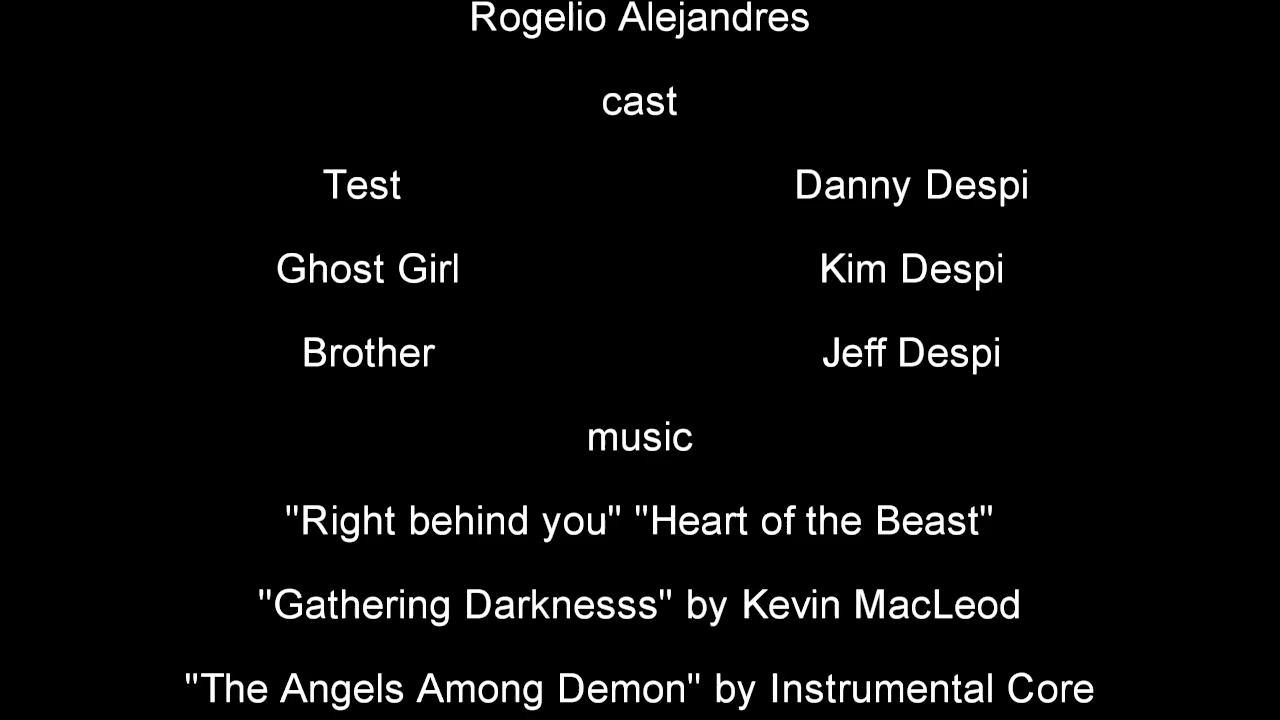 Rogelio Alejandres
cast
Test Danny Despi
Ghost Girl Kim Despi
Brother Jeff Despi
music
"Right behind you" "Heart of the Beast"
"Gathering Darknesss" by Kevin MacLeod
"The Angels Among Demon" by Instrumental Core